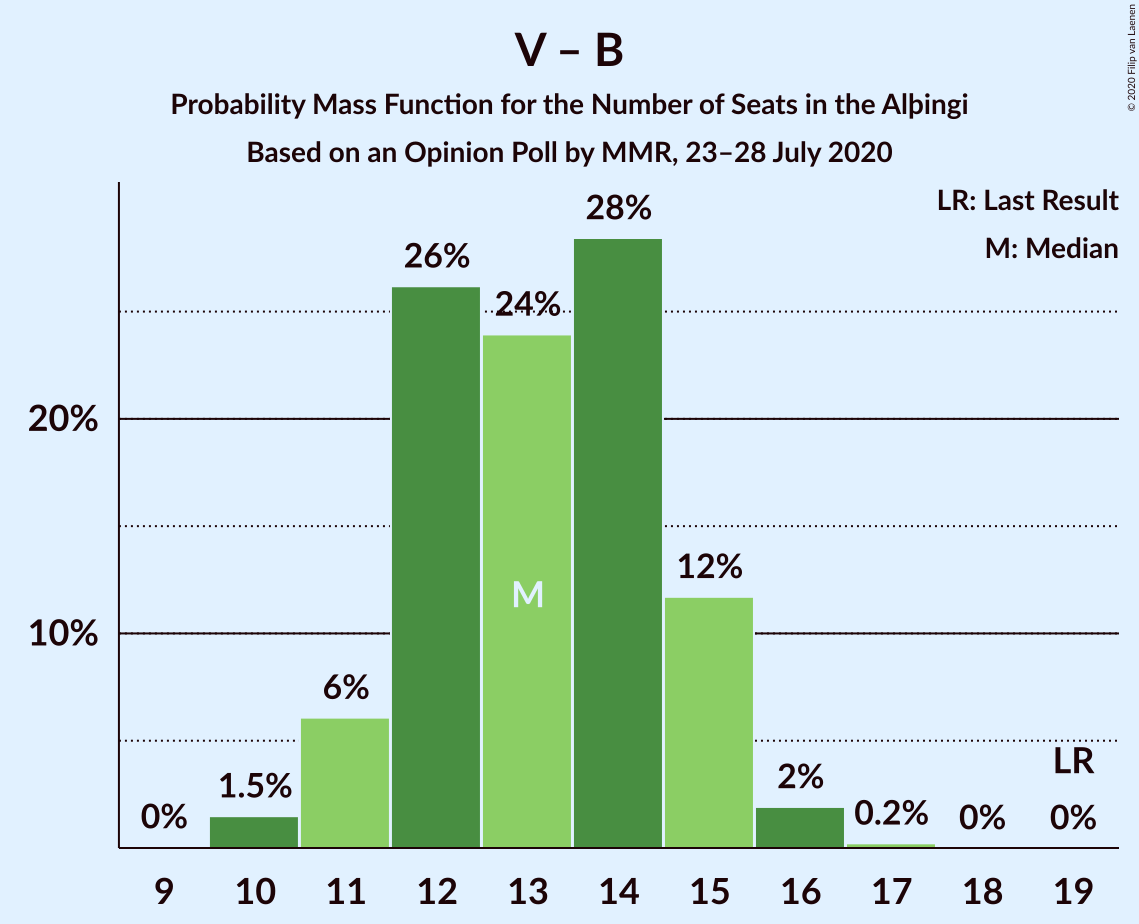 V – B
Probability Mass Function for the Number of Seats in the Alþingi
Based on an Opinion Poll by MMR, 23–28 July 2020
© 2020 Filip van Laenen
LR: Last Result
M: Median
28%
26%
24%
20%
12%
M
10%
6%
LR
1.5%
2%
0%
0.2%
0%
0%
9 10 11 12 13 14 15 16 17 18 19